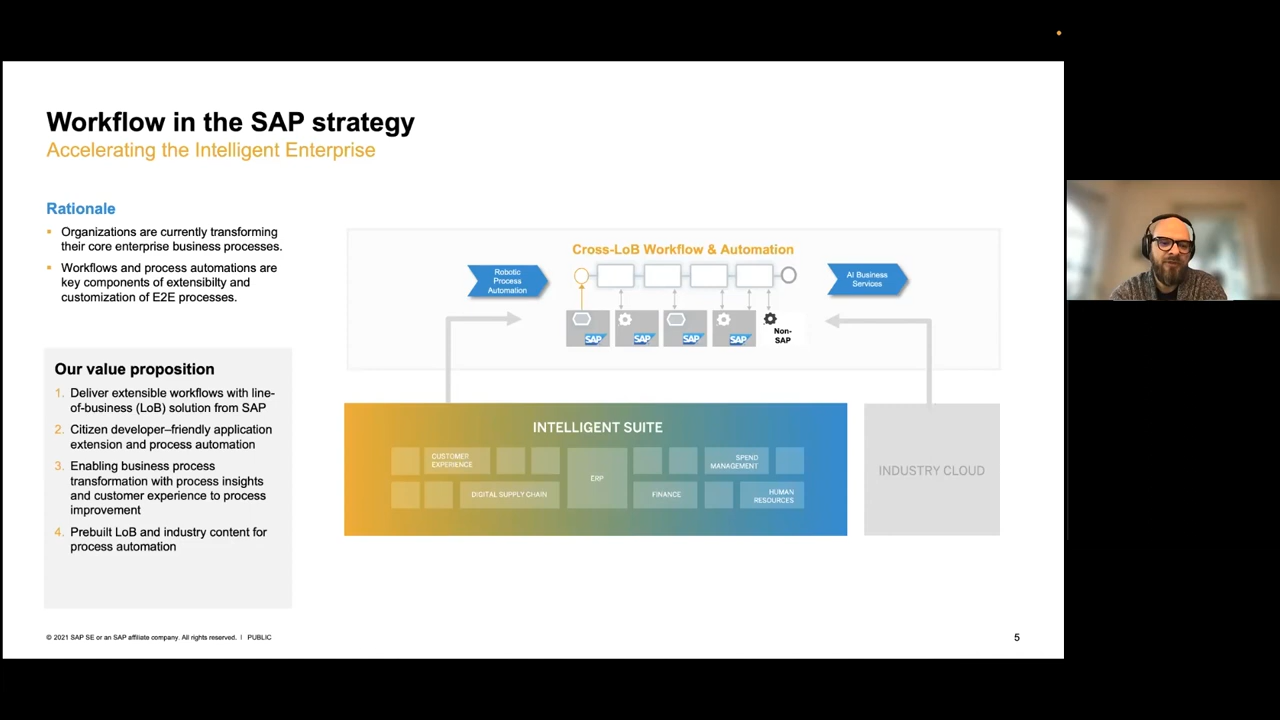 Workflow in the SAP strategy
Accelerating the Intelligent Enterprise
Rationale
▪ Organizations are currently transforming
their core enterprise business processes.
▪ Workflows and process automations are
key components of extensibilty and
customization of E2E processes.
Our value proposition
1. Deliver extensible workflows with line-
of-business (LoB) solution from SAP
2. Citizen developer–friendly application
extension and process automation
3. Enabling business process
transformation with process insights
and customer experience to process
improvement
4. Prebuilt LoB and industry content for
process automation
Cross-LoB Workflow & Automation
Robotic
Process
Automation
AI Business
Services
SAP
SAP
SAP
SAP
Non-
SAP
INTELLIGENT SUITE
CUSTOMER
EXPERIENCE
ERP
SPEND
MANAGEMENT
DIGITAL SUPPLY CHAIN
FINANCE
HUMAN
RESOURCES
INDUSTRY CLOUD
© 2021 SAP SE or an SAP affiliate company. All rights reserved. | PUBLIC
5